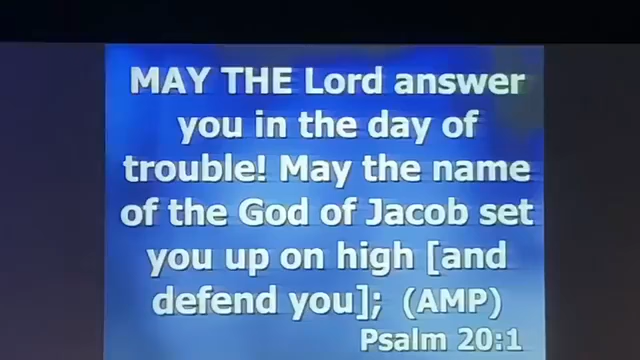 MAY THE Lord answer
you in the day of
trouble! May the name
of the God of Jacob set
you up on high [and
defend you]; (AMP)
Psalm 20:1